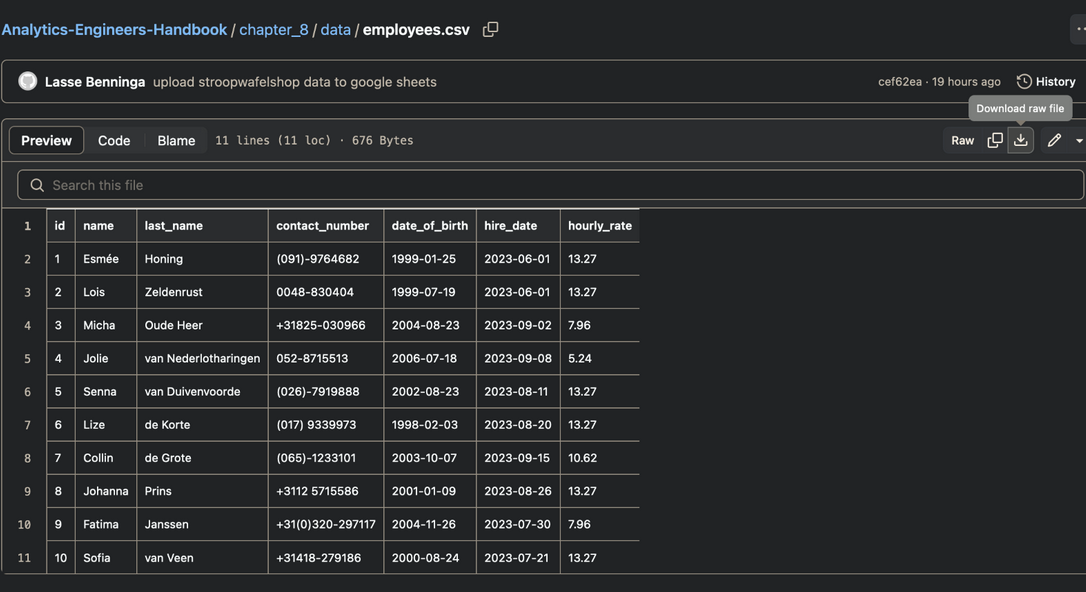 Analytics-Engineers-Handbook / chapter_8 / data / employees.csv
Lasse Benninga upload stroopwafelshop data to google sheets cef62ea · 19 hours ago History
Download raw file
Preview Code Blame 11 lines (11 loc) · 676 Bytes Raw
Search this file
1 id name last_name contact_number date_of_birth hire_date hourly_rate
2 1 Esmée Honing (091)-9764682 1999-01-25 2023-06-01 13.27
3 2 Lois Zeldenrust 0048-830404 1999-07-19 2023-06-01 13.27
4 3 Micha Oude Heer +31825-030966 2004-08-23 2023-09-02 7.96
5 4 Jolie van Nederlotharingen 052-8715513 2006-07-18 2023-09-08 5.24
6 5 Senna van Duivenvoorde (026)-7919888 2002-08-23 2023-08-11 13.27
7 6 Lize de Korte (017) 9339973 1998-02-03 2023-08-20 13.27
8 7 Collin de Grote (065)-1233101 2003-10-07 2023-09-15 10.62
9 8 Johanna Prins +3112 5715586 2001-01-09 2023-08-26 13.27
10 9 Fatima Janssen +31(0)320-297117 2004-11-26 2023-07-30 7.96
11 10 Sofia van Veen +31418-279186 2000-08-24 2023-07-21 13.27